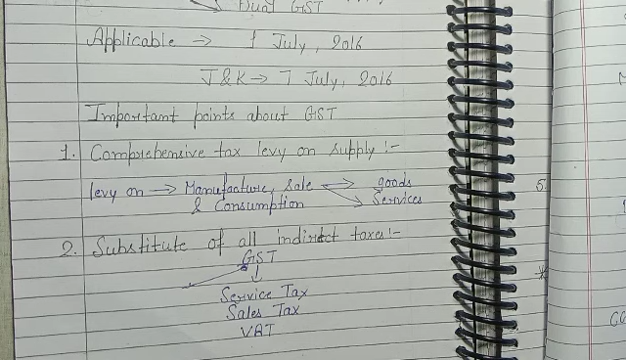 Dual GST
Applicable → 1 July, 2016
J&K → 7 July, 2016
Important points about GST
1. Comprehensive tax levy on supply :-
levy on → Manufacture, sale → goods
& Consumption → Services
2. Substitute of all indirect taxes :-
GST
↓
Service Tax
Sales Tax
VAT
5.